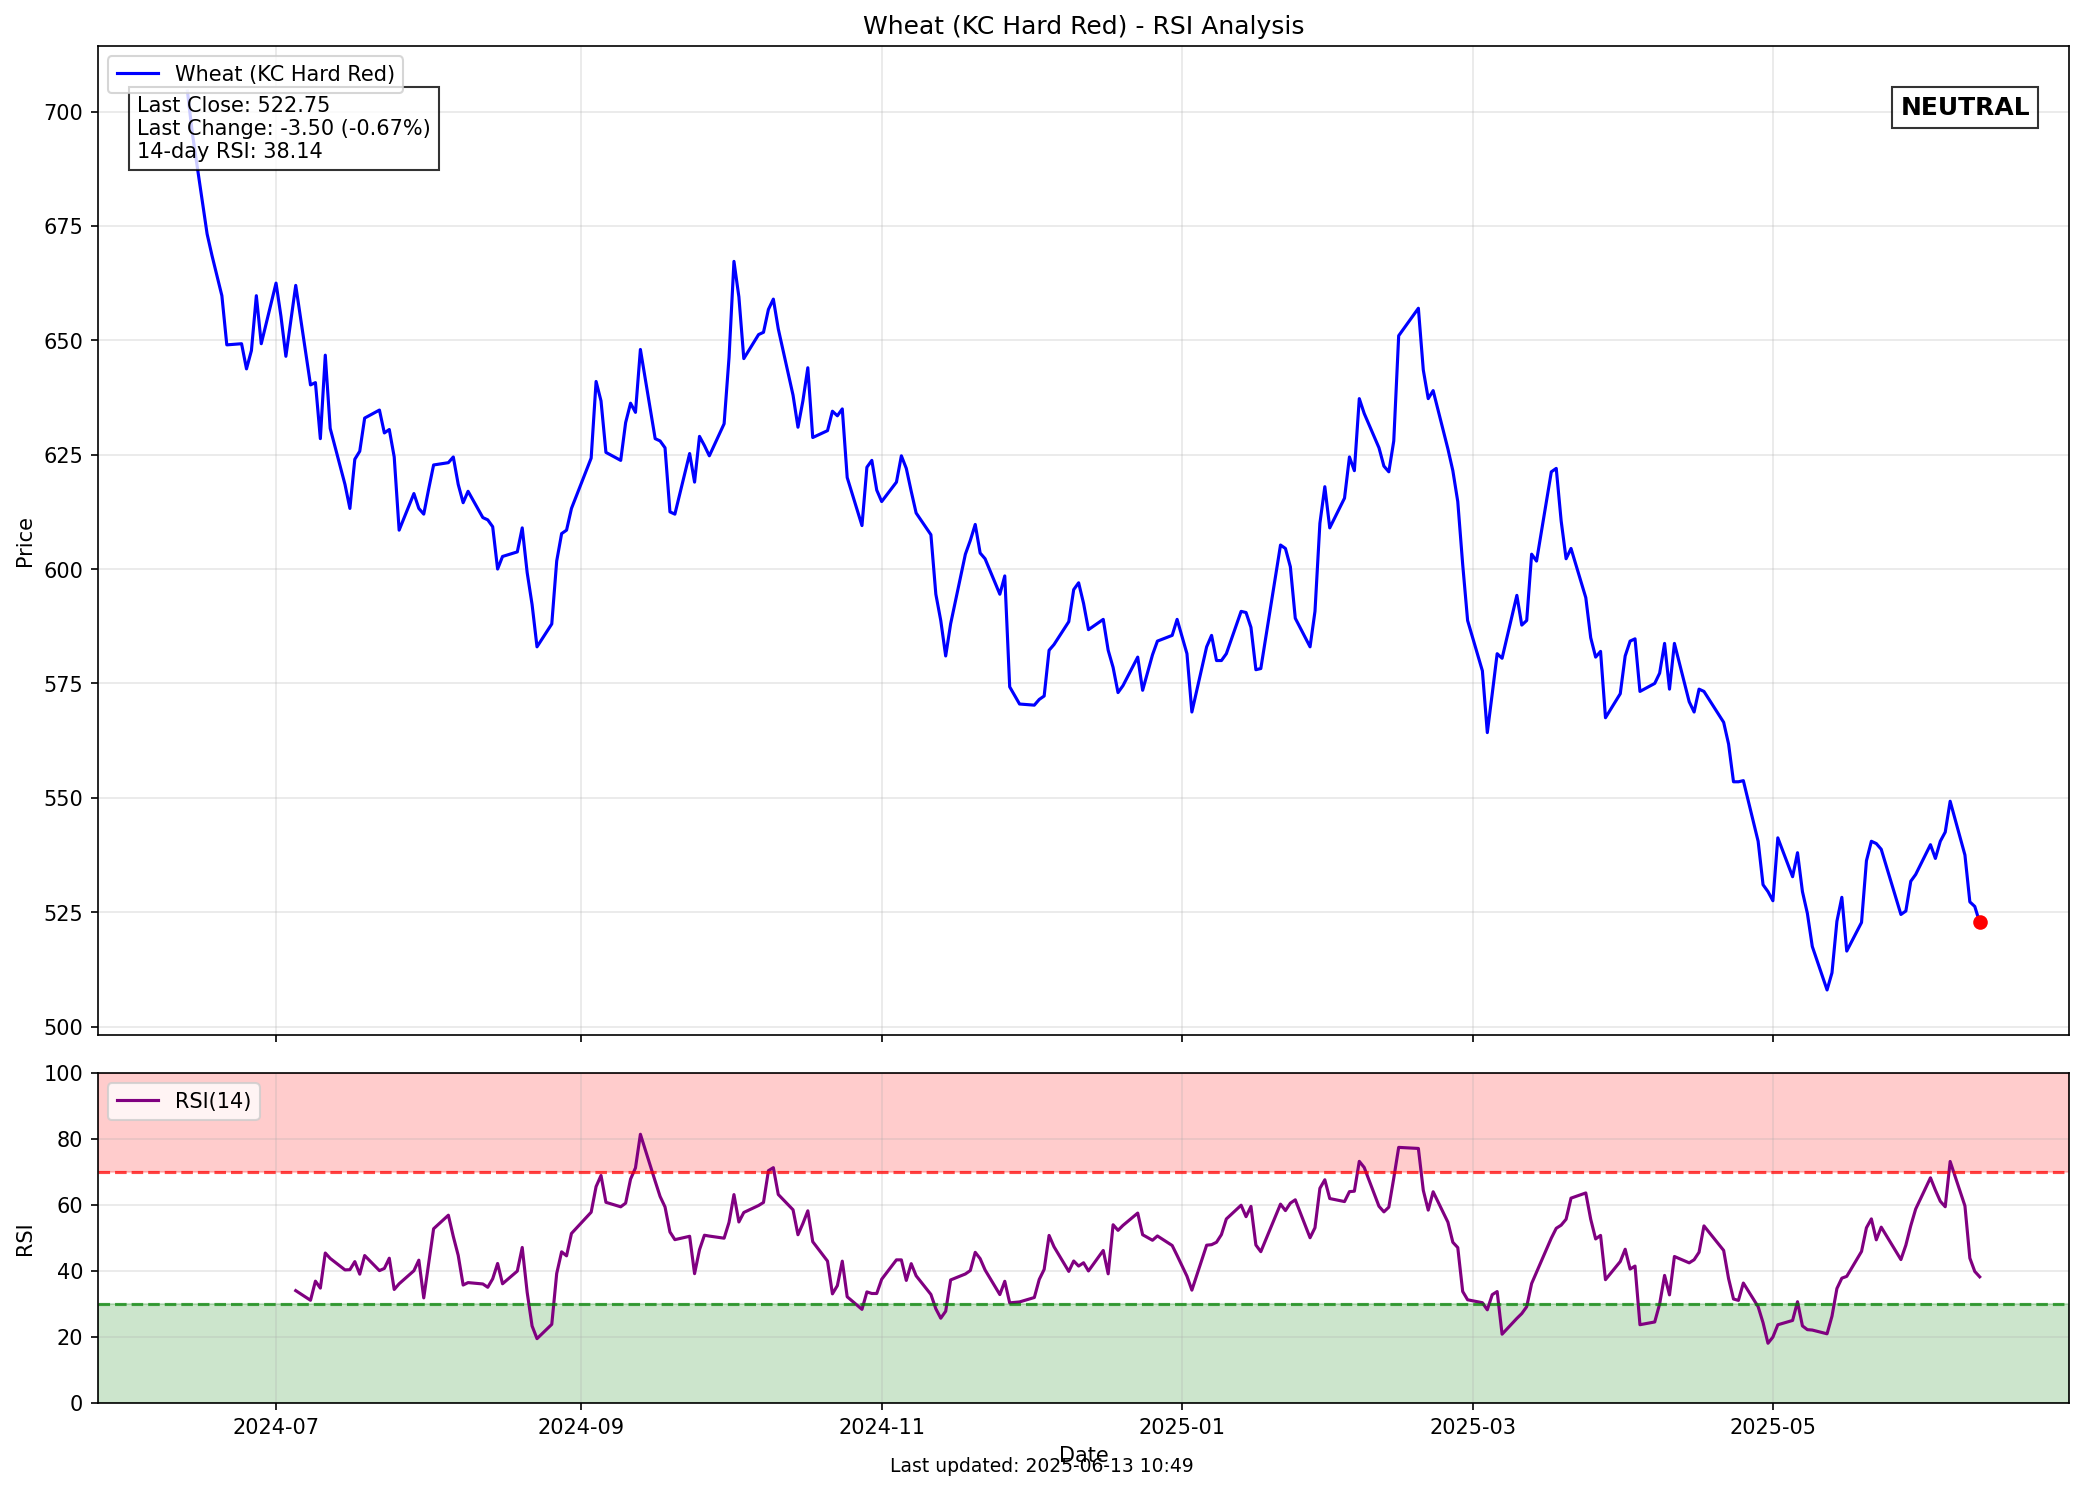 Wheat (KC Hard Red) - RSI Analysis
Wheat (KC Hard Red)
Last Close: 522.75
Last Change: -3.50 (-0.67%)
14-day RSI: 38.14
NEUTRAL
Price
700
675
650
625
600
575
550
525
500
RSI(14)
RSI
100
80
60
40
20
0
2024-07
2024-09
2024-11
2025-01
2025-03
2025-05
Date
Last updated: 2025-06-13 10:49